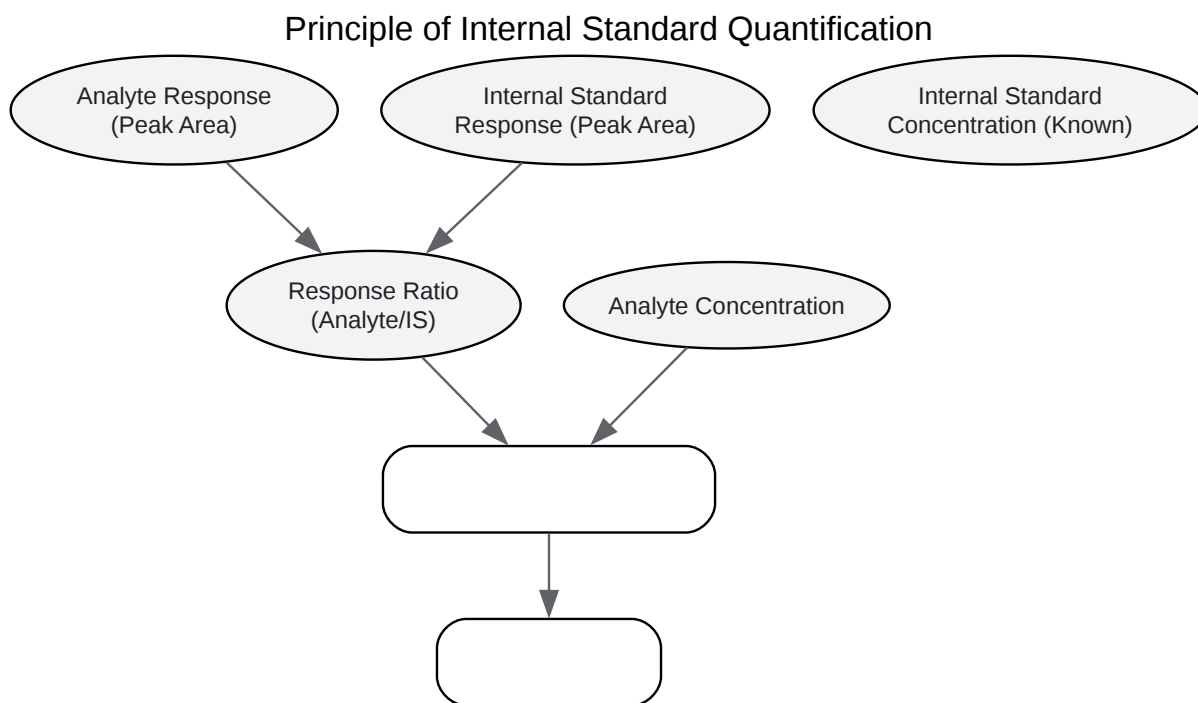 Principle of Internal Standard Quantification
Analyte Response
(Peak Area)
Internal Standard
Response (Peak Area)
Internal Standard
Concentration (Known)
Response Ratio
(Analyte/IS)
Analyte Concentration